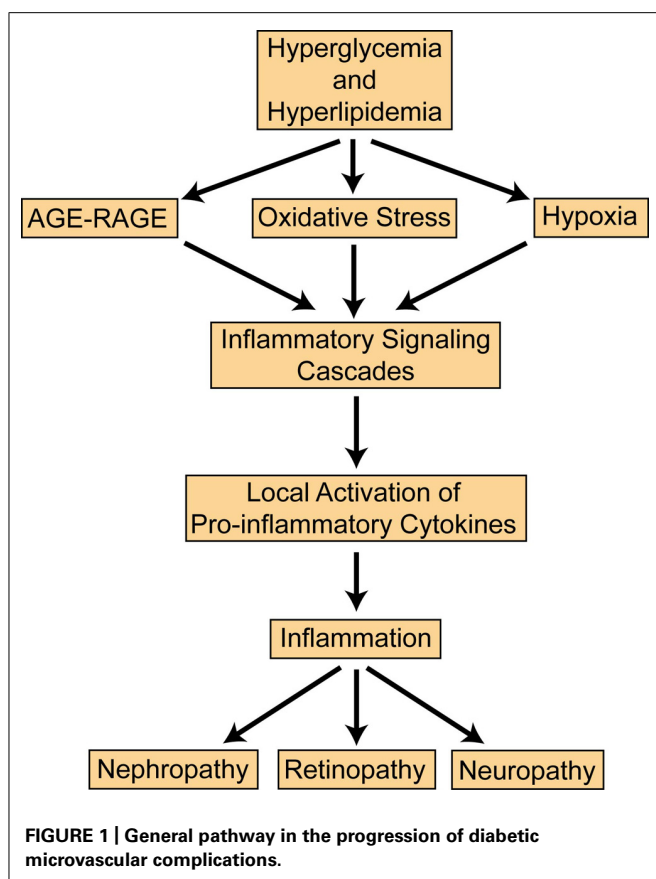 Hyperglycemia
and
Hyperlipidemia
AGE-RAGE
Oxidative Stress
Hypoxia
Inflammatory Signaling
Cascades
Local Activation of
Pro-inflammatory Cytokines
Inflammation
Nephropathy
Retinopathy
Neuropathy
FIGURE 1 | General pathway in the progression of diabetic
microvascular complications.